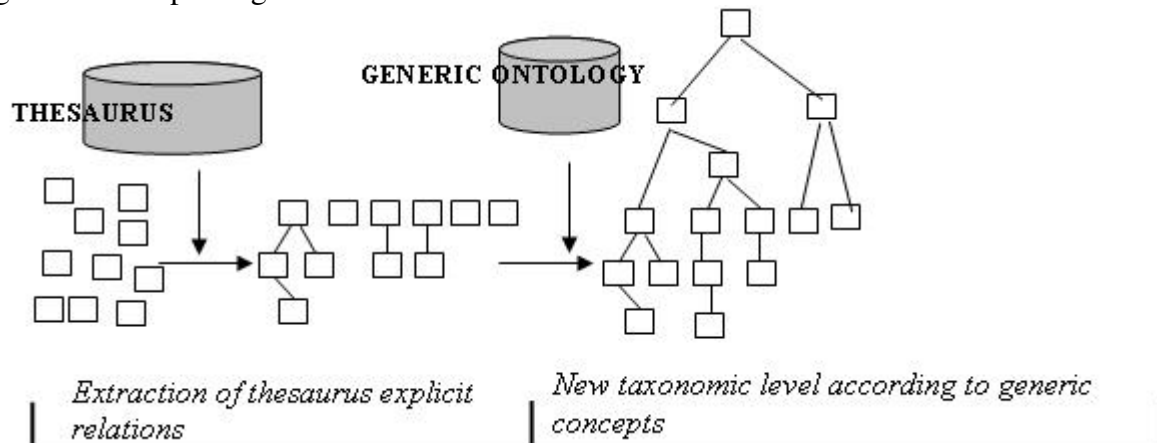 GENERIC ONTOLOGY
THESAURUS
Extraction of thesaurus explicit
relations
New taxonomic level according to generic
concepts